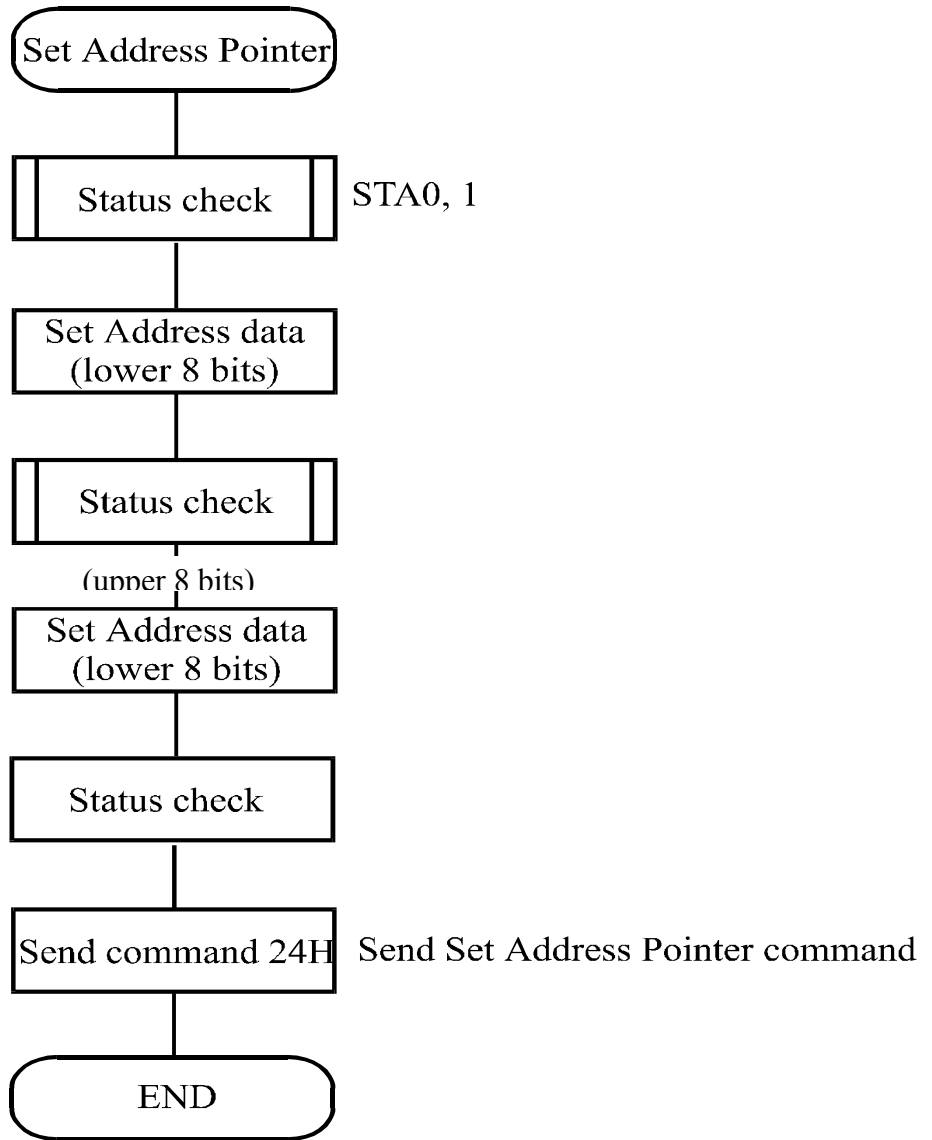 Set Address Pointer
Status check
STA0, 1
Set Address data
(lower 8 bits)
Status check
(upper 8 bits)
Set Address data
(lower 8 bits)
Status check
Send command 24H
Send Set Address Pointer command
END